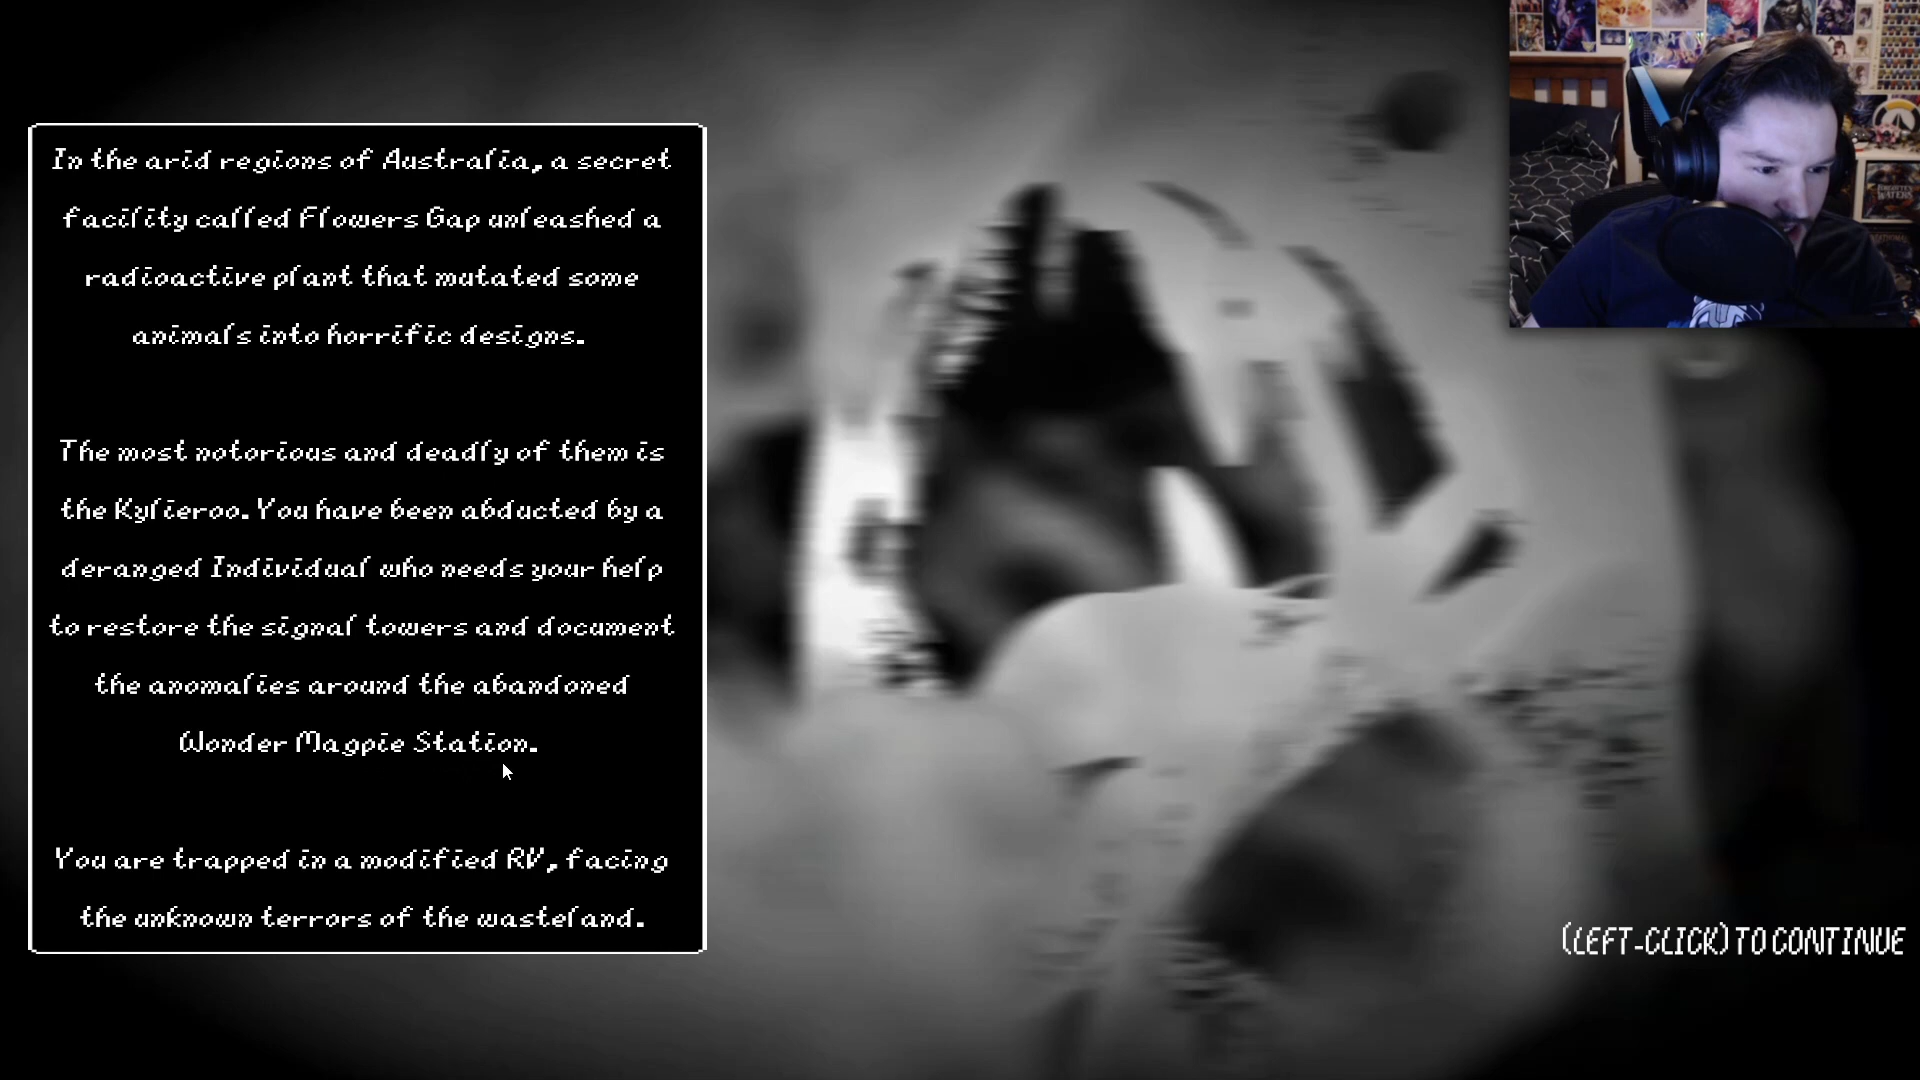 In the arid regions of Australia, a secret
facility called Flowers Gap unleashed a
radioactive plant that mutated some
animals into horrific designs.
The most notorious and deadly of them is
the Kylieroo. You have been abducted by a
deranged Individual who needs your help
to restore the signal towers and document
the anomalies around the abandoned
Wonder Magpie Station.
You are trapped in a modified RV, facing
the unknown terrors of the wasteland.
(LEFT-CLICK) TO CONTINUE
FORGOTTEN
WATERS